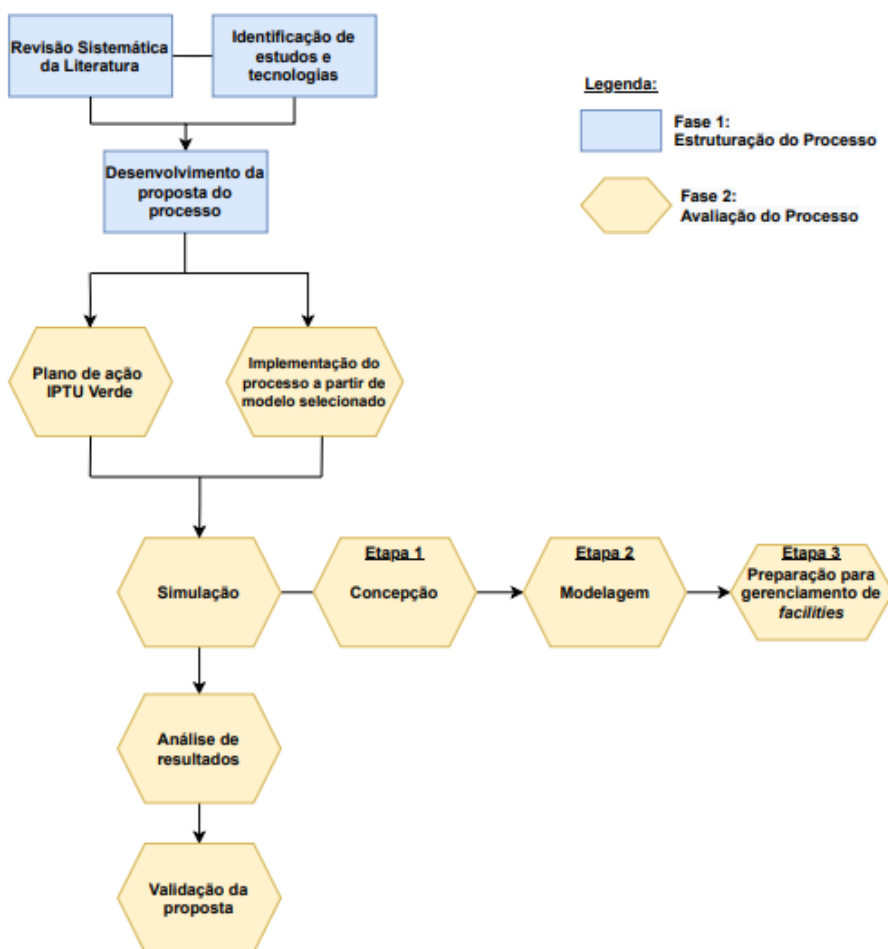 Revisão Sistemática
da Literatura
Identificação de
estudos e
tecnologias
Legenda:
Fase 1:
Estruturação do Processo
Desenvolvimento da
proposta do
processo
Fase 2:
Avaliação do Processo
Plano de ação
IPTU Verde
Implementação do
processo a partir de
modelo selecionado
Simulação
Etapa 1
Concepção
Etapa 2
Modelagem
Etapa 3
Preparação para
gerenciamento de
facilities
Análise de
resultados
Validação da
proposta